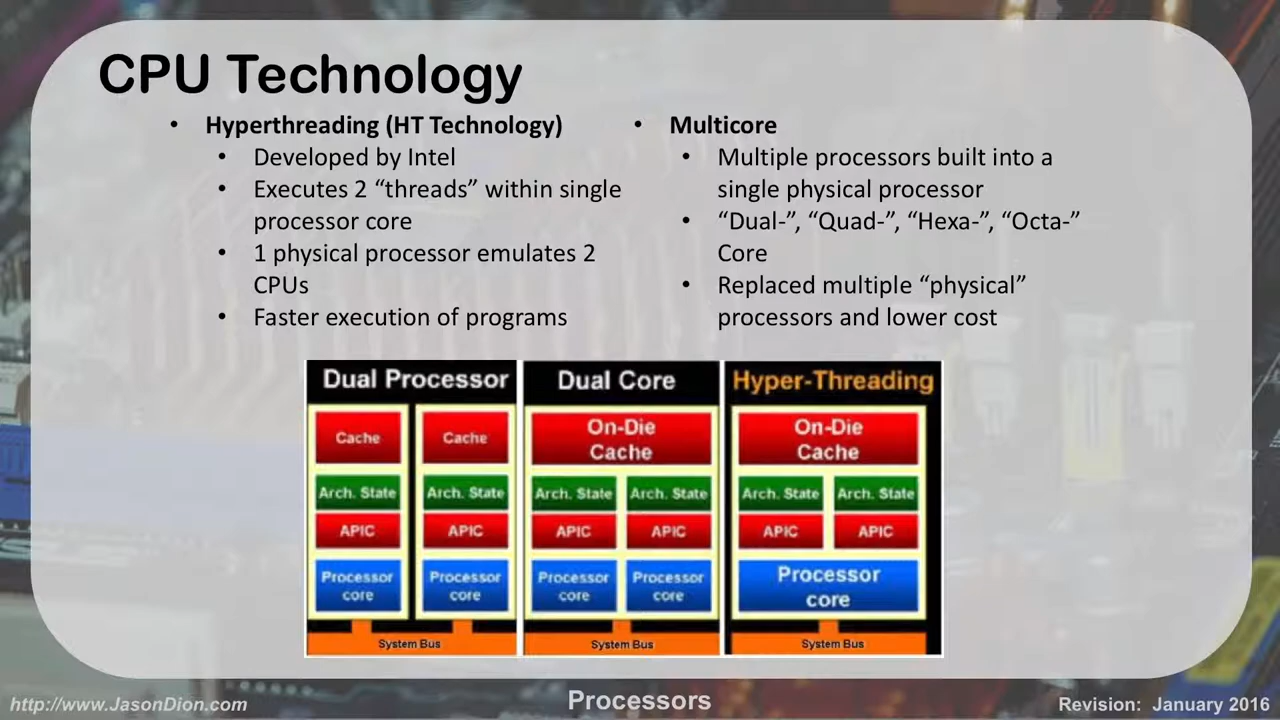 CPU Technology
• Hyperthreading (HT Technology)
• Developed by Intel
• Executes 2 “threads” within single
processor core
• 1 physical processor emulates 2
CPUs
• Faster execution of programs
• Multicore
• Multiple processors built into a
single physical processor
• “Dual-”, “Quad-”, “Hexa-”, “Octa-”
Core
• Replaced multiple “physical”
processors and lower cost
Dual Processor
Cache Cache
Arch. State Arch. State
APIC APIC
Processor Processor
core core
System Bus
Dual Core
On-Die
Cache
Arch. State Arch. State
APIC APIC
Processor Processor
core core
System Bus
Hyper-Threading
On-Die
Cache
Arch. State Arch. State
APIC APIC
Processor
core
System Bus
http://www.JasonDion.com
Processors
Revision: January 2016